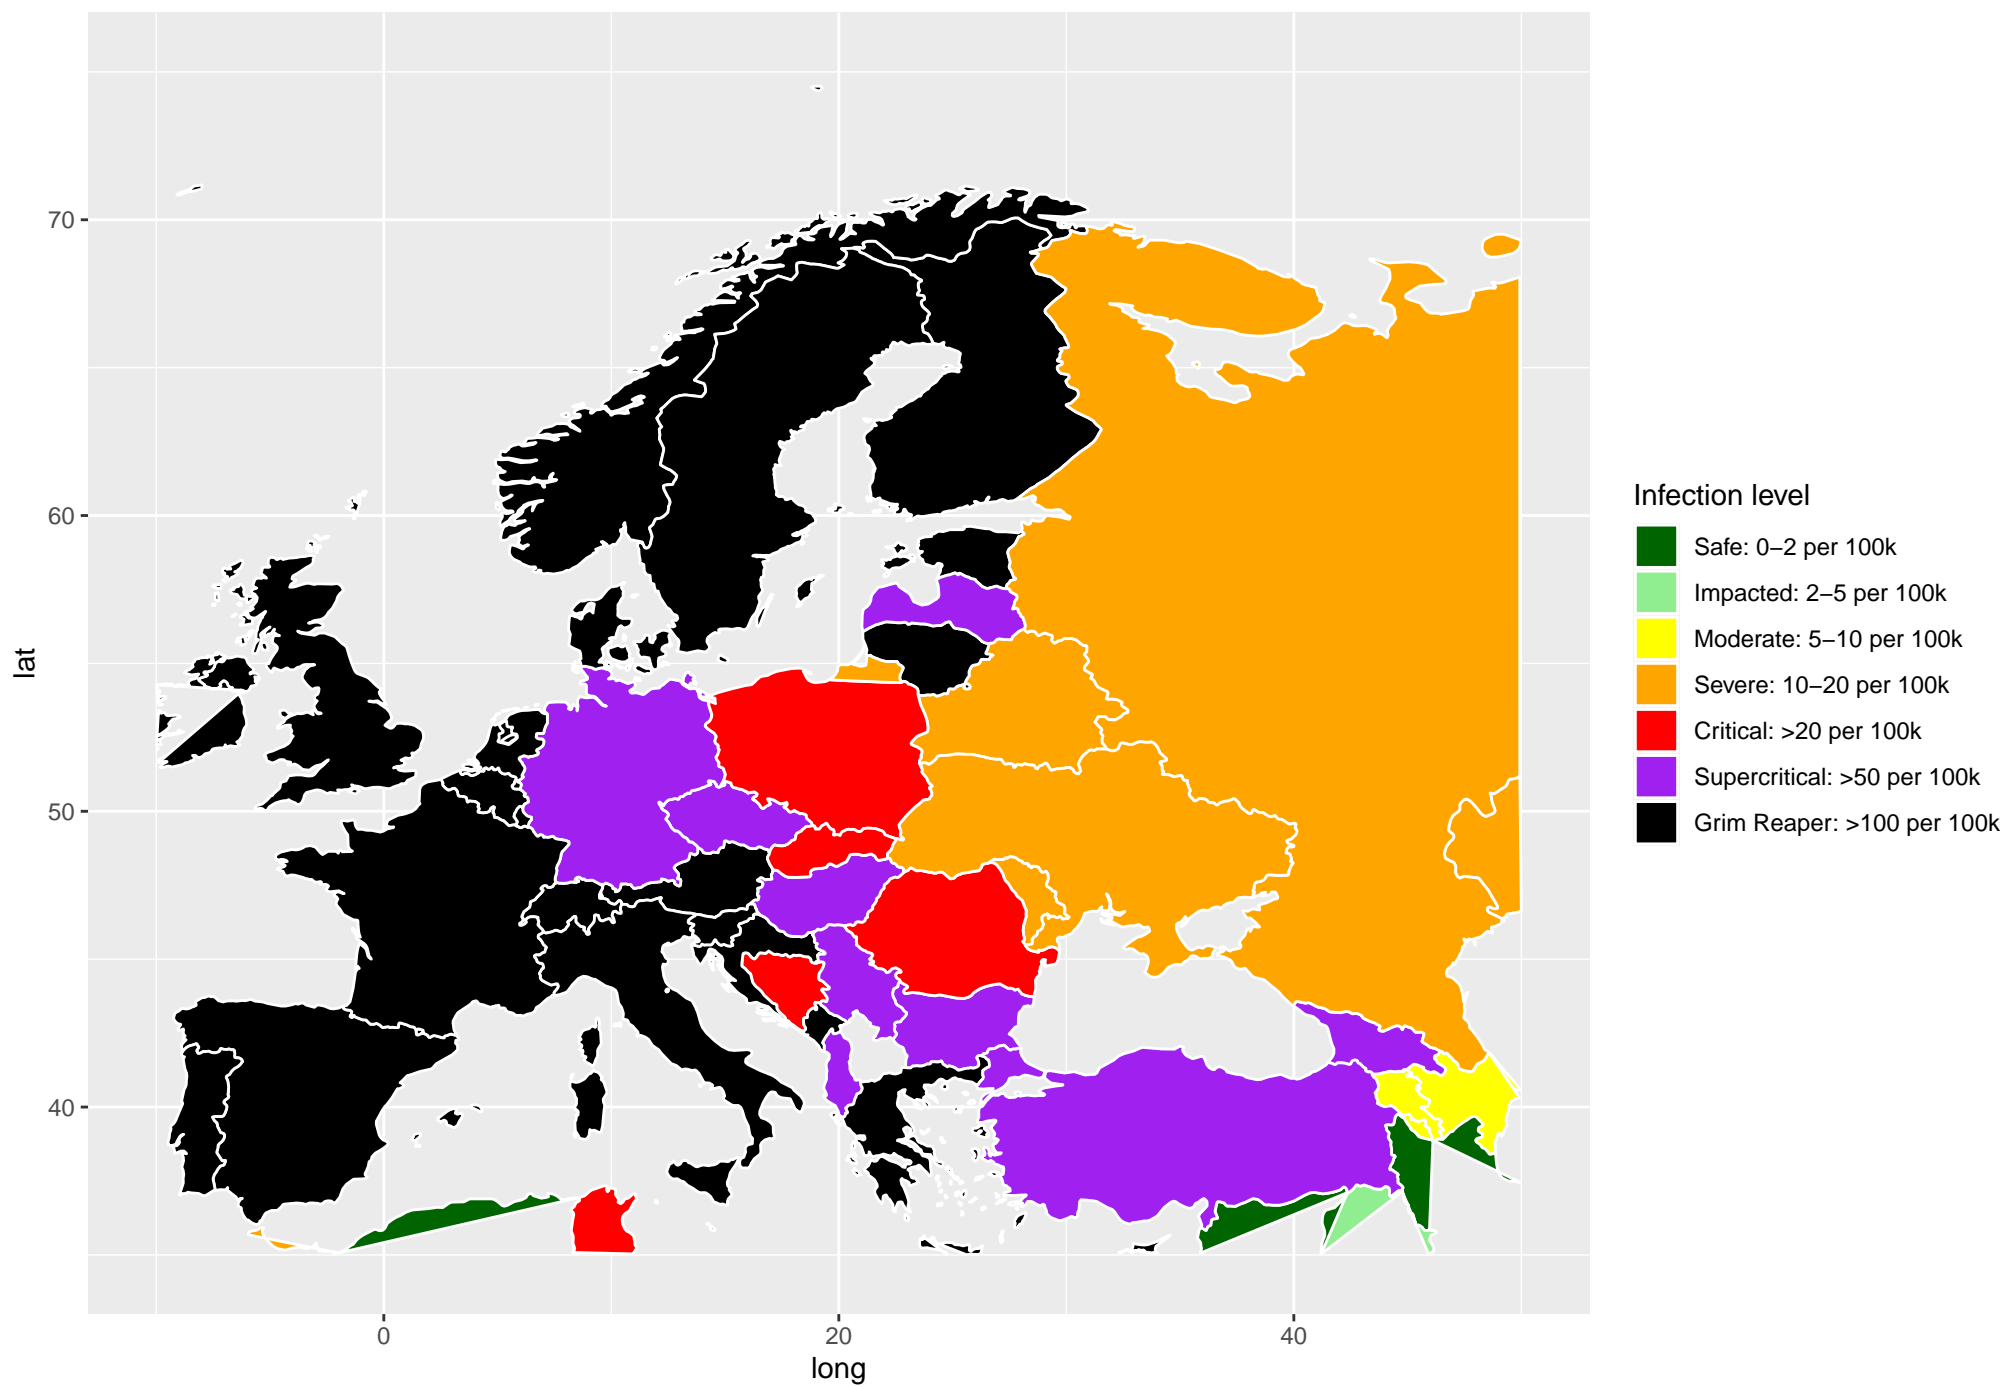 70
60
50
40
lat
0
20
40
long
Infection level
Safe: 0−2 per 100k
Impacted: 2−5 per 100k
Moderate: 5−10 per 100k
Severe: 10−20 per 100k
Critical: >20 per 100k
Supercritical: >50 per 100k
Grim Reaper: >100 per 100k